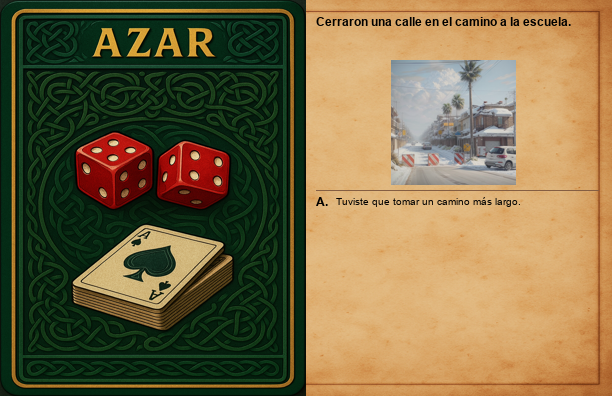 AZAR
A
A
Cerraron una calle en el camino a la escuela.
A. Tuviste que tomar un camino más largo.